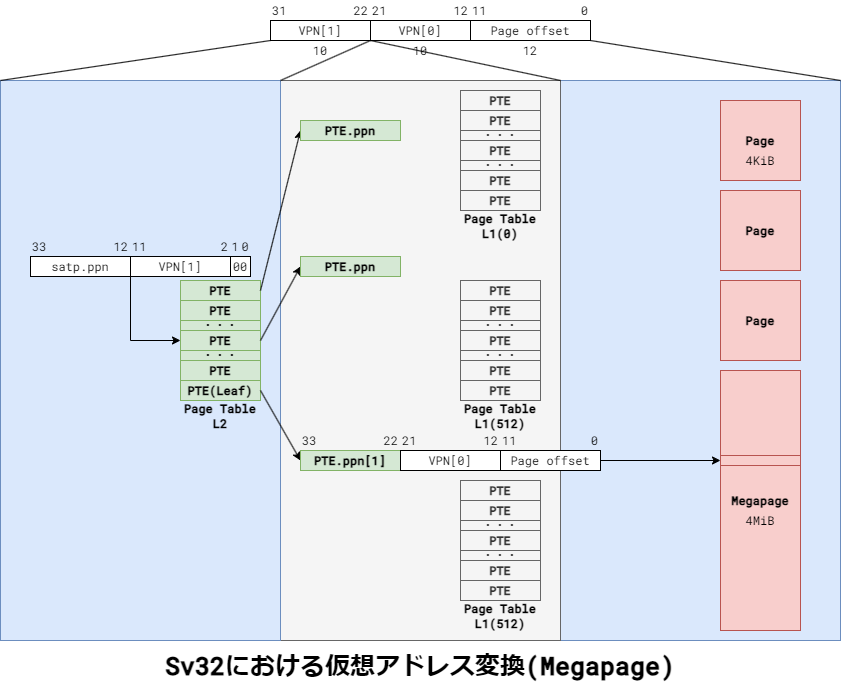 31 22 21 12 11 0
VPN[1] VPN[0] Page offset
10 10 12
PTE
PTE
...
PTE
...
PTE
PTE
Page Table
L1(0)
PTE.ppn
Page
4KiB
Page
33 12 11 2 1 0
satp.ppn VPN[1] 00
PTE.ppn
PTE
PTE
...
PTE
...
PTE
PTE(Leaf)
Page Table
L2
PTE
PTE
...
PTE
...
PTE
PTE
Page Table
L1(512)
Page
33 22 21 12 11 0
PTE.ppn[1] VPN[0] Page offset
PTE
PTE
...
PTE
...
PTE
PTE
Page Table
L1(512)
Megapage
4MiB
Sv32における仮想アドレス変換(Megapage)